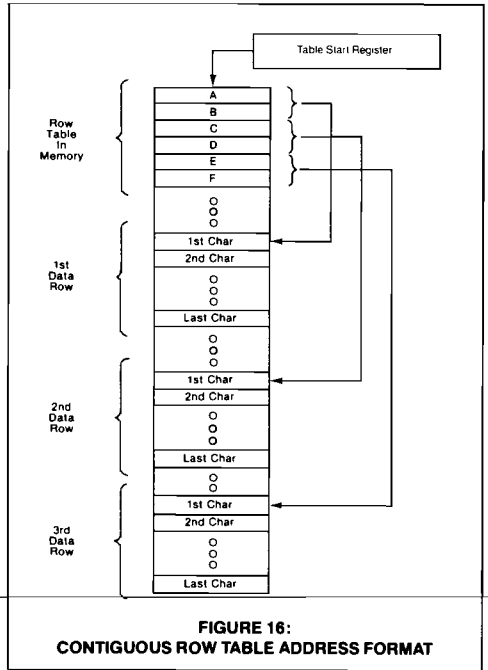 Table Start Register
A
B
C
D
E
F
Row
Table
In
Memory
1st Char
2nd Char
Last Char
1st
Data
Row
1st Char
2nd Char
Last Char
2nd
Data
Row
1st Char
2nd Char
Last Char
3rd
Data
Row
FIGURE 16:
CONTIGUOUS ROW TABLE ADDRESS FORMAT